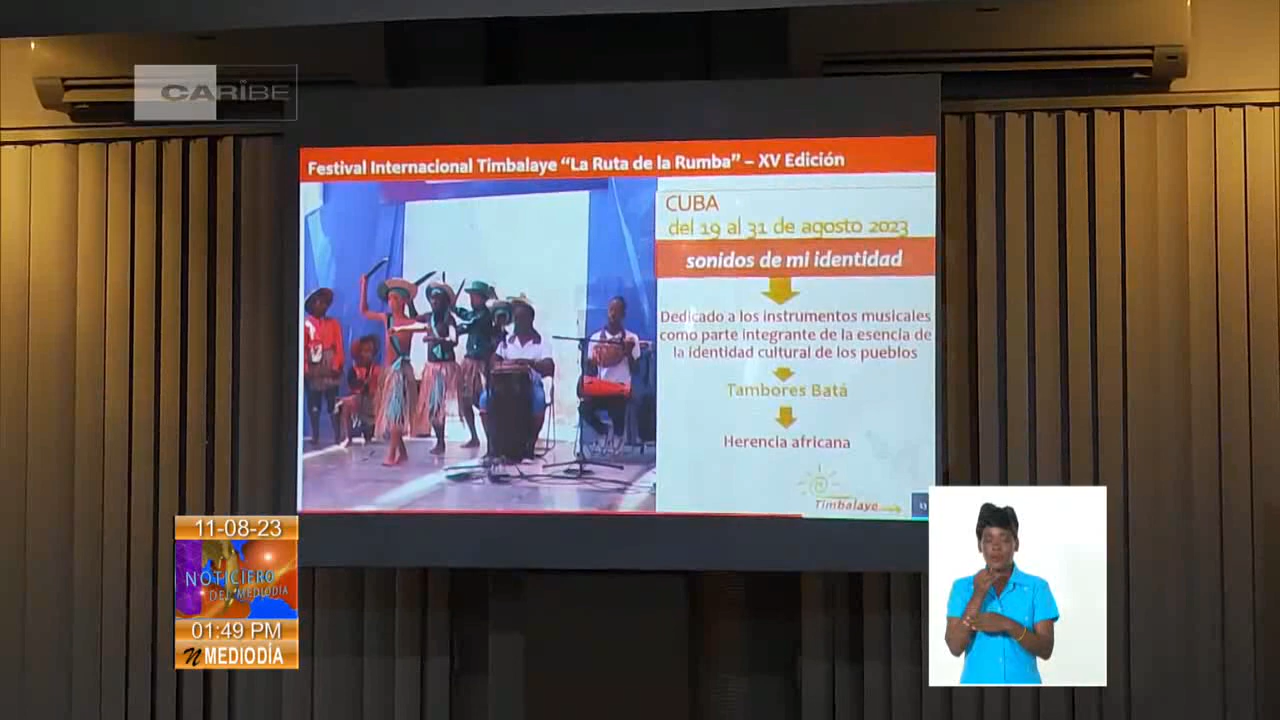 CARIBE
Festival Internacional Timbalaye “La Ruta de la Rumba” – XV Edición
CUBA
del 19 al 31 de agosto 2023
sonidos de mi identidad
Dedicado a los instrumentos musicales
como parte integrante de la esencia de
la identidad cultural de los pueblos
Tambores Batá
Herencia africana
Timbalaye
13
11-08-23
NOTICIERO
DEL MEDIODIA
01:49 PM
N MEDIODÍA